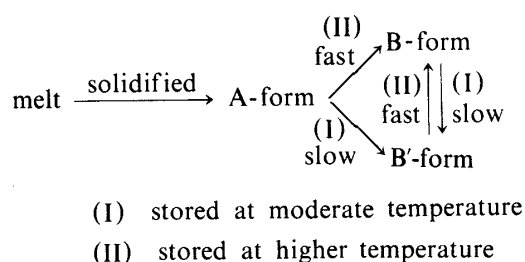 (II)
fast
B-form
melt
solidified
A-form
(II)
fast
(I)
slow
(I)
slow
B'-form
(I) stored at moderate temperature
(II) stored at higher temperature